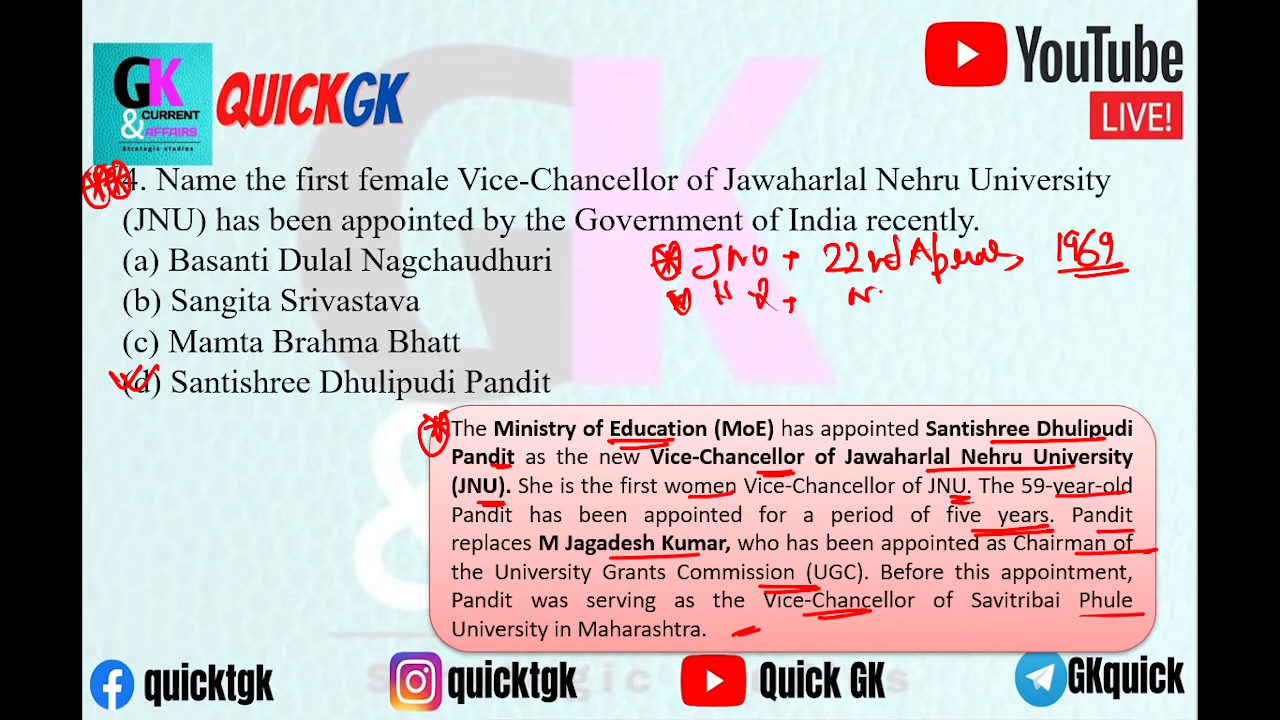 GK
CURRENT
& AFFAIRS
Strategic studies
QUICKGK
YouTube
LIVE!
4. Name the first female Vice-Chancellor of Jawaharlal Nehru University
(JNU) has been appointed by the Government of India recently.
(a) Basanti Dulal Nagchaudhuri
(b) Sangita Srivastava
(c) Mamta Brahma Bhatt
(d) Santishree Dhulipudi Pandit
JNU 22nd 1969
The Ministry of Education (MoE) has appointed Santishree Dhulipudi
Pandit as the new Vice-Chancellor of Jawaharlal Nehru University
(JNU). She is the first women Vice-Chancellor of JNU. The 59-year-old
Pandit has been appointed for a period of five years. Pandit
replaces M Jagadesh Kumar, who has been appointed as Chairman of
the University Grants Commission (UGC). Before this appointment,
Pandit was serving as the Vice-Chancellor of Savitribai Phule
University in Maharashtra.
quicktgk
quicktgk
Quick GK
GKquick